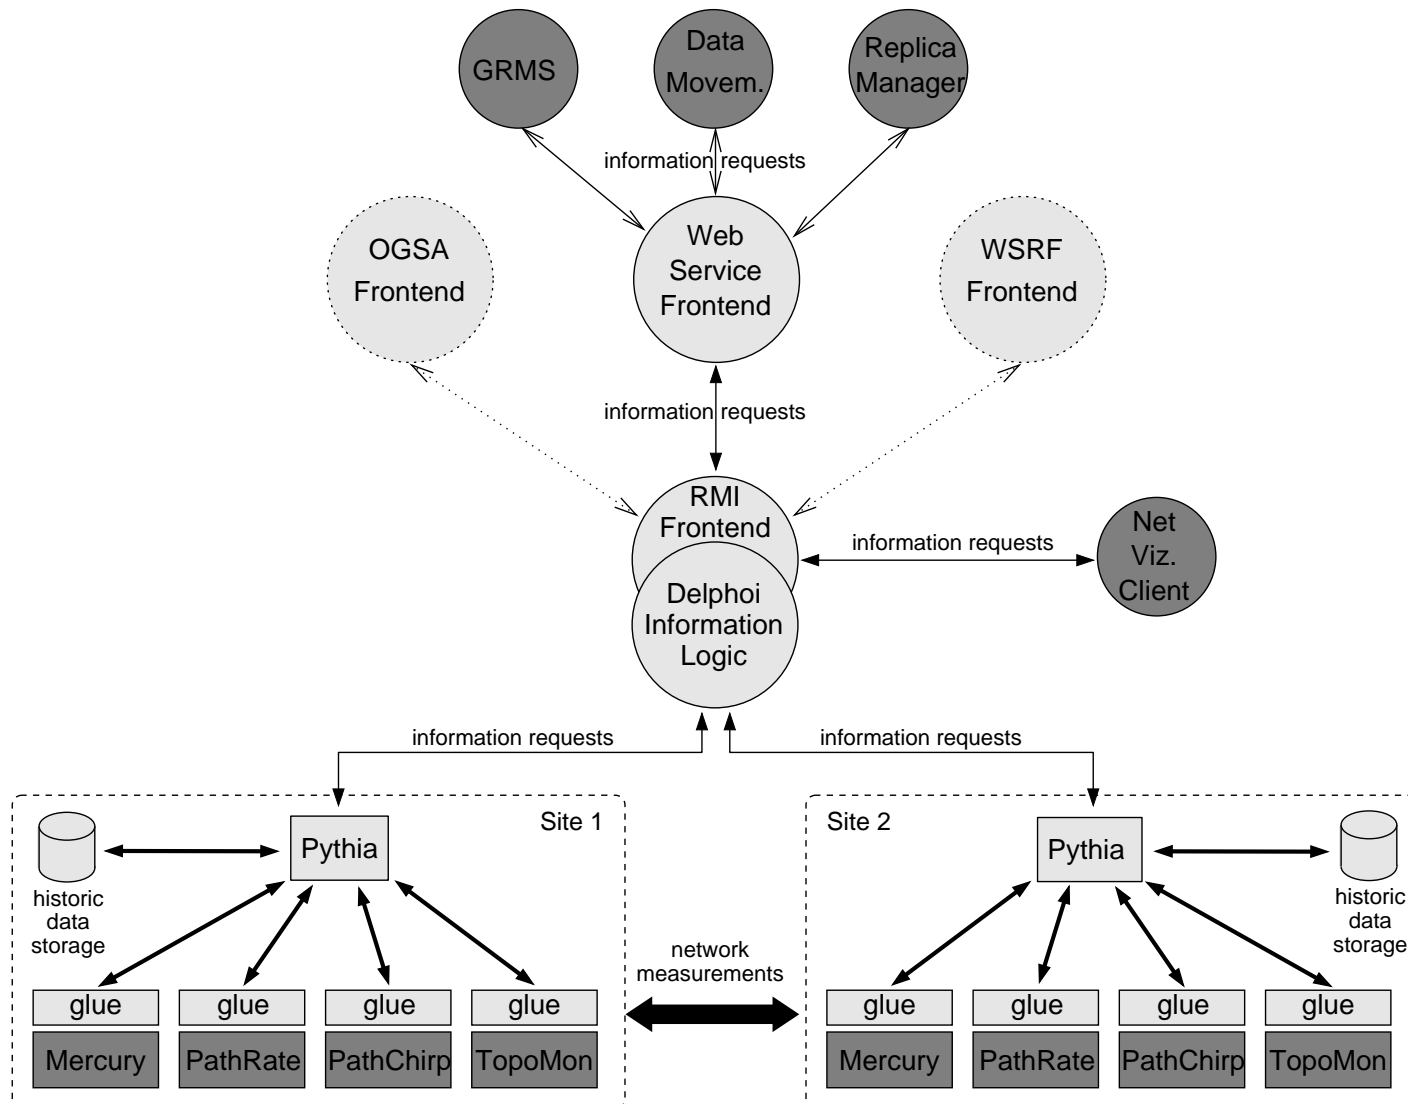 GRMS
Data
Movem.
Replica
Manager
information requests
OGSA
Frontend
Web
Service
Frontend
WSRF
Frontend
information requests
RMI
Frontend
information requests
Net
Viz.
Client
Delphoi
Information
Logic
information requests
information requests
Site 1
Pythia
historic
data
storage
Site 2
Pythia
historic
data
storage
network
measurements
glue
glue
glue
glue
Mercury
PathRate
PathChirp
TopoMon
glue
glue
glue
glue
Mercury
PathRate
PathChirp
TopoMon